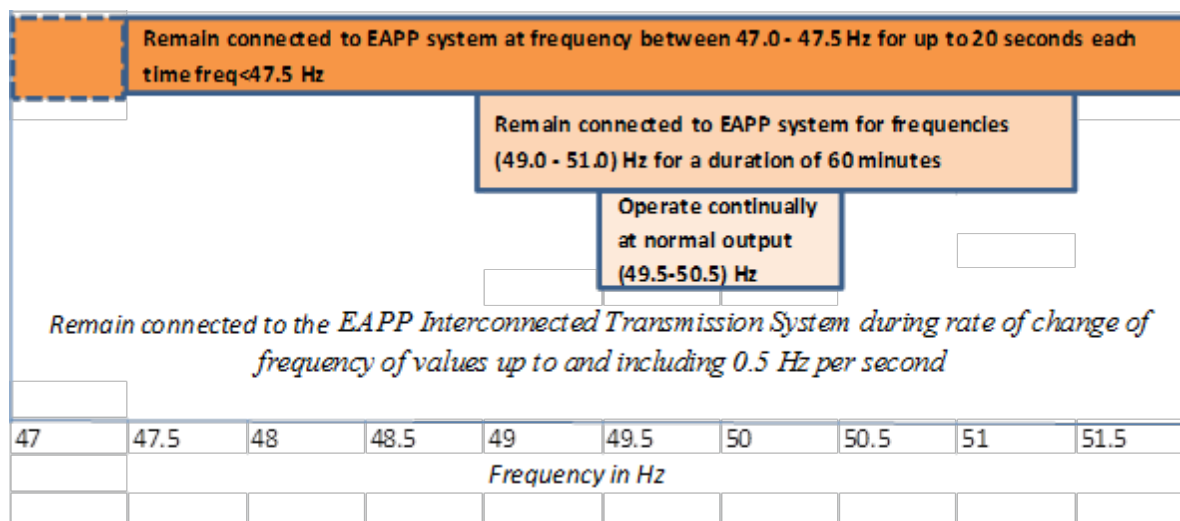 Remain connected to EAPP system at frequency between 47.0 - 47.5 Hz for up to 20 seconds each
time freq<47.5 Hz
Remain connected to EAPP system for frequencies
(49.0 - 51.0) Hz for a duration of 60 minutes
Operate continually
at normal output
(49.5-50.5) Hz
Remain connected to the EAPP Interconnected Transmission System during rate of change of
frequency of values up to and including 0.5 Hz per second
47 47.5 48 48.5 49 49.5 50 50.5 51 51.5
Frequency in Hz